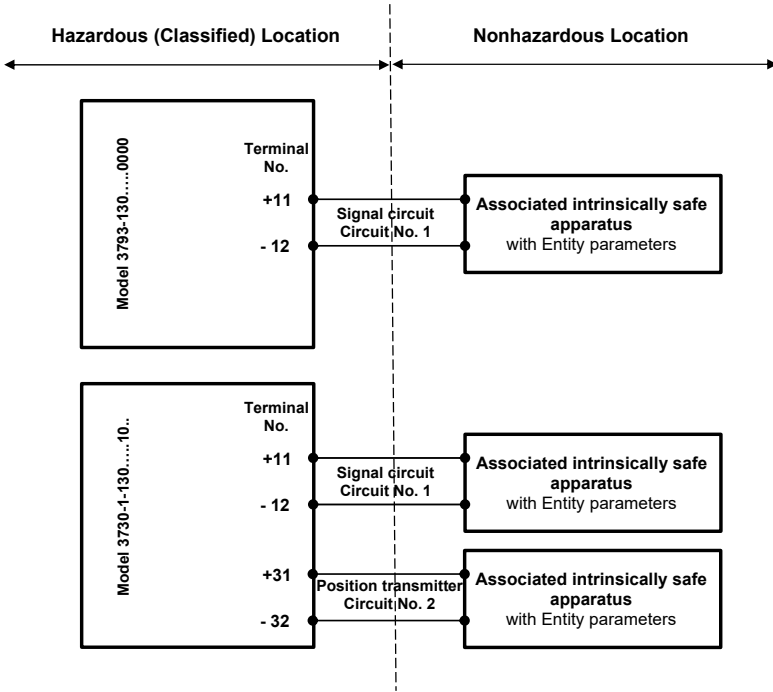 Hazardous (Classified) Location
Nonhazardous Location
Model 3793-130.....0000
Terminal
No.
+11
- 12
Signal circuit
Circuit No. 1
Associated intrinsically safe
apparatus
with Entity parameters
Model 3730-1-130.....10..
Terminal
No.
+11
- 12
Signal circuit
Circuit No. 1
Associated intrinsically safe
apparatus
with Entity parameters
+31
- 32
Position transmitter
Circuit No. 2
Associated intrinsically safe
apparatus
with Entity parameters